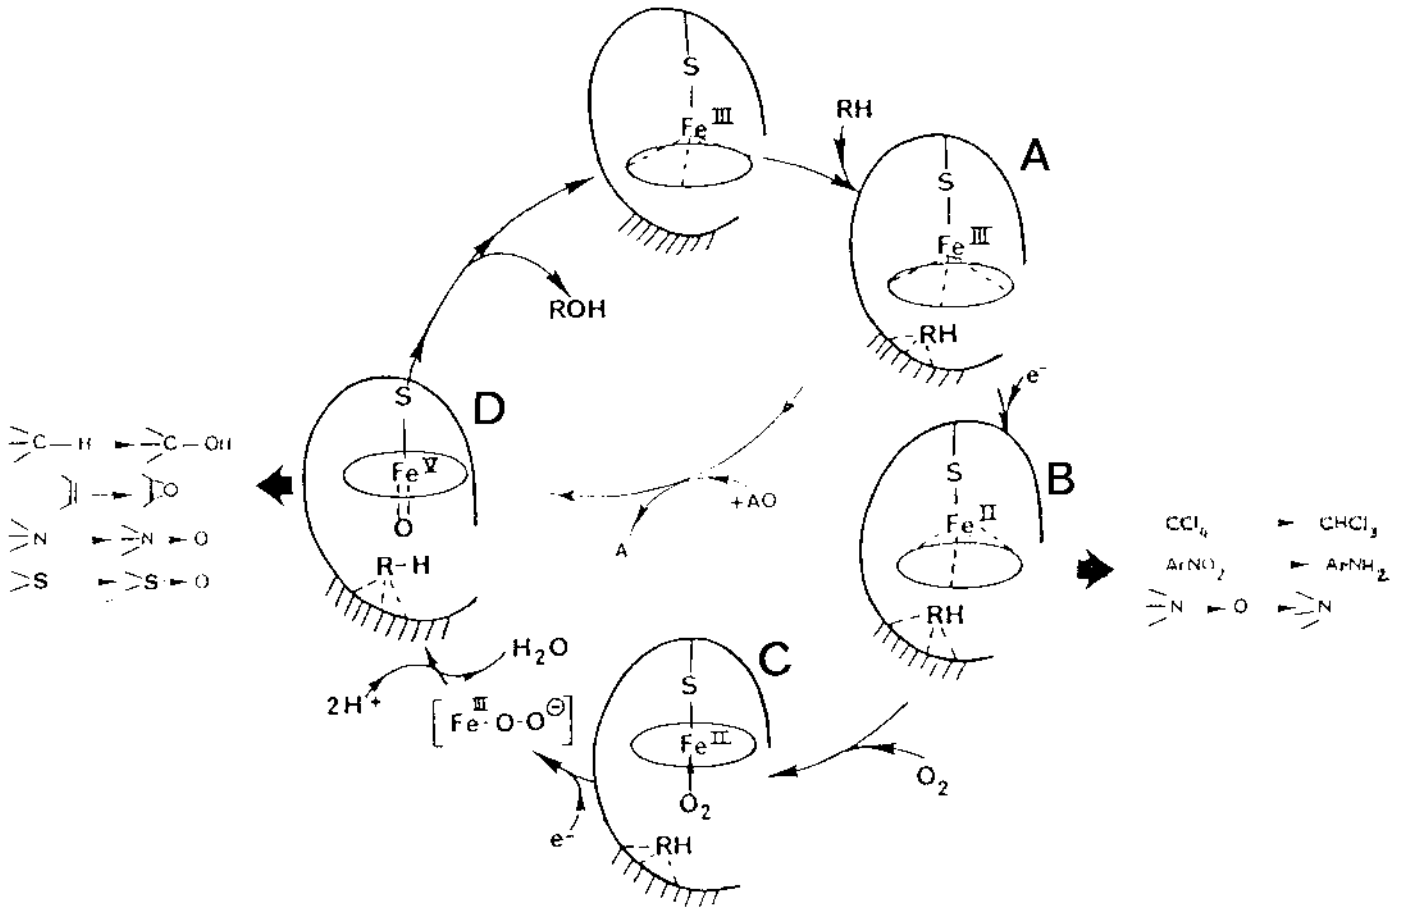 S
Fe III
RH
A
S
Fe III
RH
ROH
e-
S
D
Fe V
O
R-H
C-H → C-OH
→ O
N → N→O
S → S→O
+AO
A
B
S
Fe II
RH
CCl4 → CHCl3
ArNO2 → ArNH2
N→O → N
H2O
2H+
[Fe III-O-O⊖]
C
S
Fe II
O2
RH
O2
e-